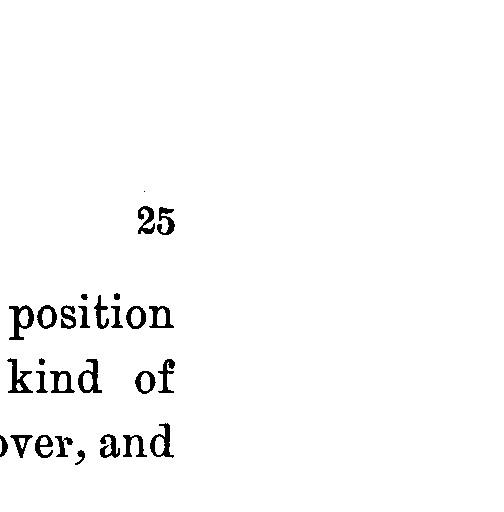 25
position
kind of
over, and